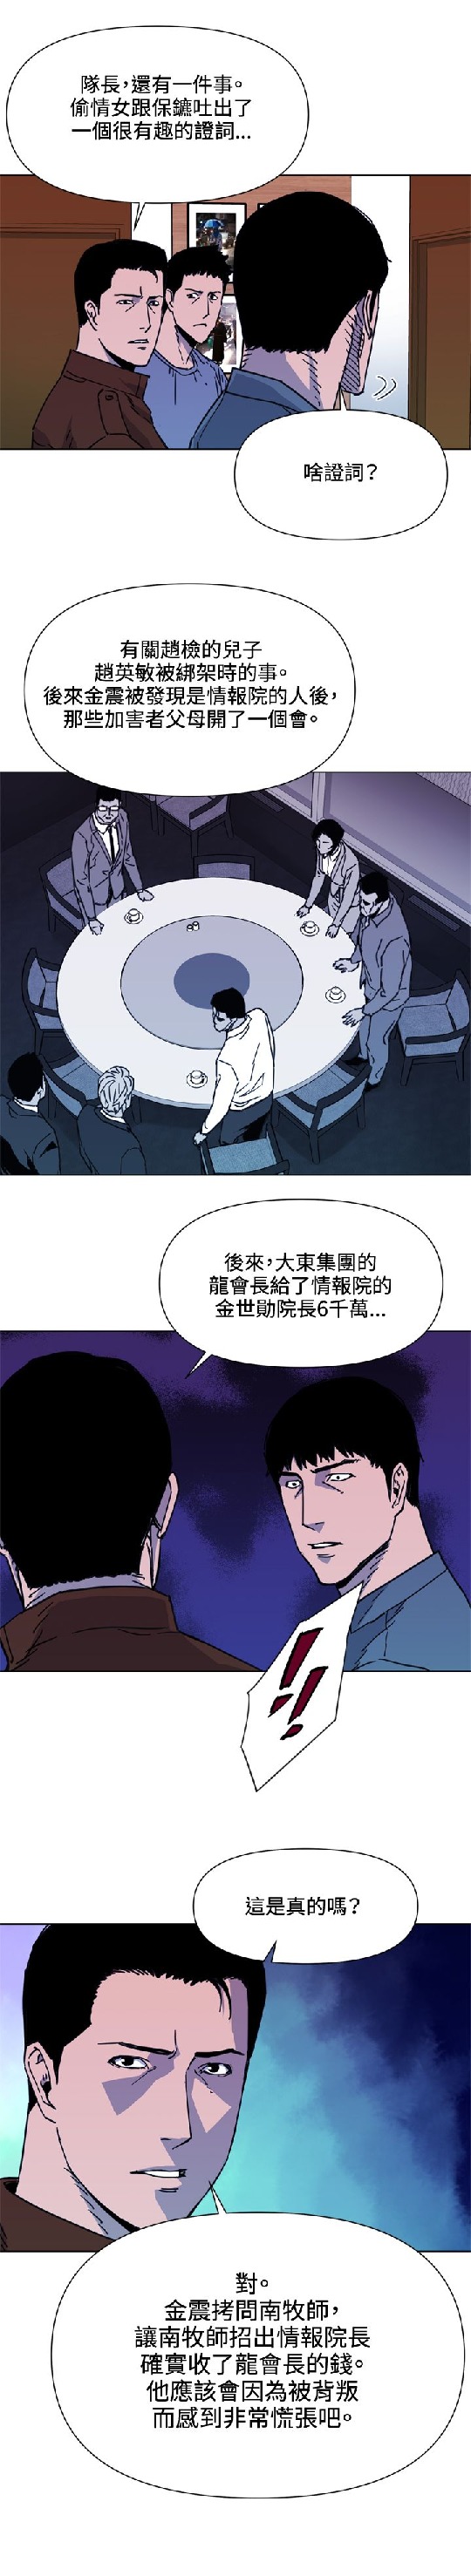 隊長，還有一件事。
偷情女跟保鑣吐出了
一個很有趣的證詞...
啥證詞？
有關趙檢的兒子
趙英敏被綁架時的事。
後來金震被發現是情報院的人後，
那些加害者父母開了一個會。
後來，大東集團的
龍會長給了情報院的
金世勛院長6千萬...
!!
這是真的嗎？
對。
金震拷問南牧師，
讓南牧師招出情報院長
確實收了龍會長的錢。
他應該會因為被背叛
而感到非常慌張吧。